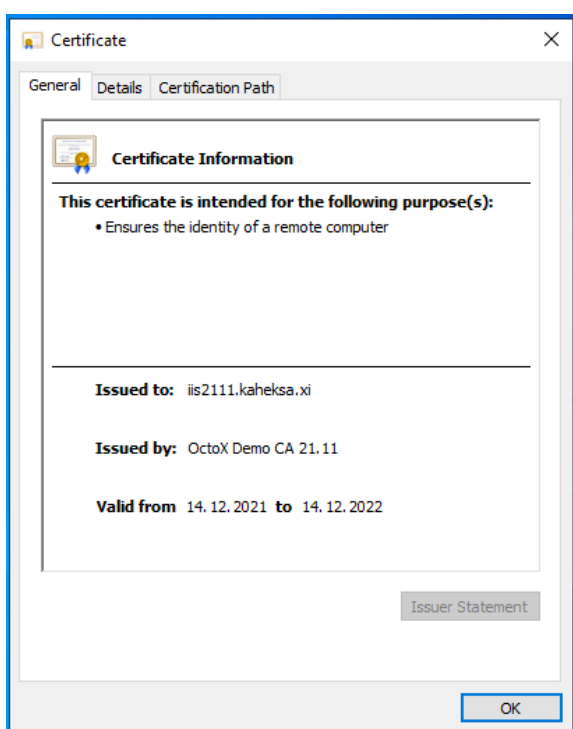 Certificate
General Details Certification Path
Certificate Information
This certificate is intended for the following purpose(s):
• Ensures the identity of a remote computer
Issued to: iis2111.kaheksa.xi
Issued by: OctoX Demo CA 21.11
Valid from 14.12.2021 to 14.12.2022
Issuer Statement
OK